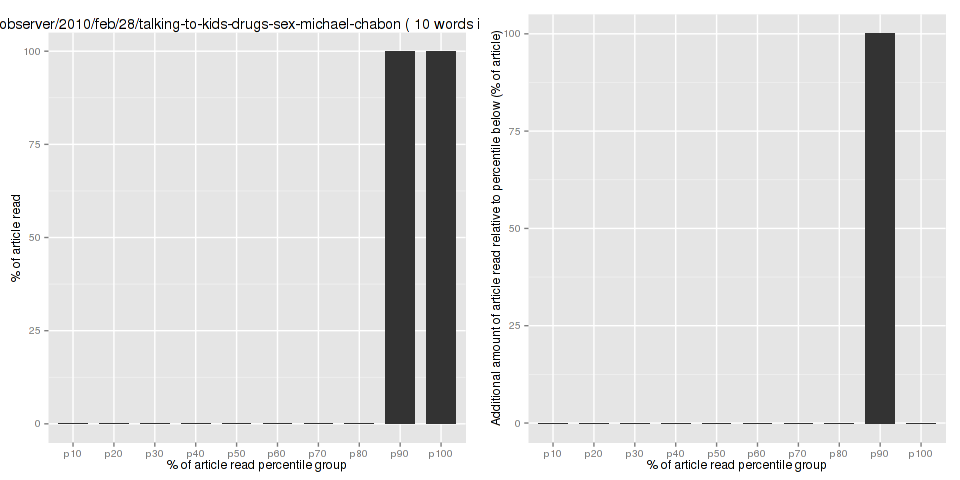 observer/2010/feb/28/talking-to-kids-drugs-sex-michael-chabon ( 10 words i
% of article read
100
75
50
25
0
p10 p20 p30 p40 p50 p60 p70 p80 p90 p100
% of article read percentile group
Additional amount of article read relative to percentile below (% of article)
100
75
50
25
0
p10 p20 p30 p40 p50 p60 p70 p80 p90 p100
% of article read percentile group